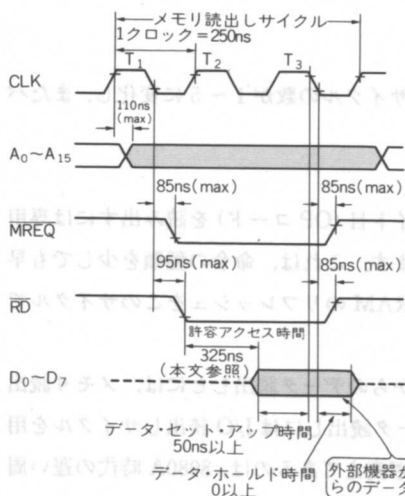 メモリ読出しサイクル
1クロック=250ns
CLK
T₁
T₂
T₃
110ns
(max)
A₀~A₁₅
85ns(max)
85ns(max)
MREQ
95ns(max)
85ns(max)
RD
許容アクセス時間
325ns
(本文参照)
D₀~D₇
データ・セット・アップ時間
50ns以上
データ・ホールド時間
0以上
外部機器か
らのデータ